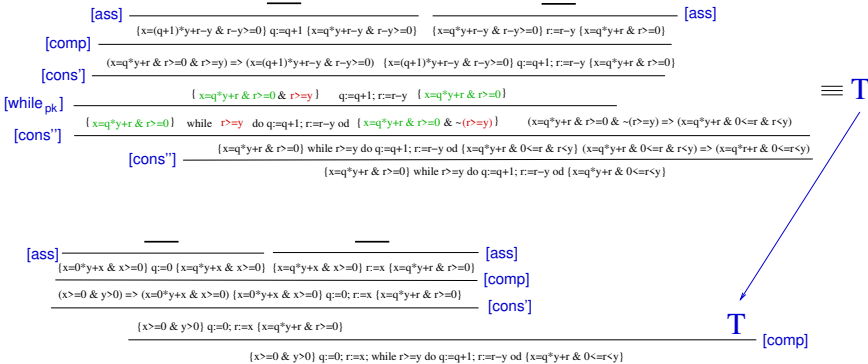 [ass] [ass]
{x=(q+1)*y+r-y & r-y>=0} q:=q+1 {x=q*y+r-y & r-y>=0} {x=q*y+r-y & r-y>=0} r:=r-y {x=q*y+r & r>=0}
[comp]
(x=q*y+r & r>=0 & r>=y) => (x=(q+1)*y+r-y & r-y>=0) {x=(q+1)*y+r-y & r-y>=0} q:=q+1; r:=r-y {x=q*y+r & r>=0}
[cons']
{ x=q*y+r & r>=0 & r>=y } q:=q+1; r:=r-y { x=q*y+r & r>=0}
[while pk] ≡ T
{ x=q*y+r & r>=0} while r>=y do q:=q+1; r:=r-y od { x=q*y+r & r>=0 & ~(r>=y) } (x=q*y+r & r>=0 & ~(r>=y) => (x=q*y+r & 0<=r & r<y)
[cons'']
{x=q*y+r & r>=0} while r>=y do q:=q+1; r:=r-y od {x=q*y+r & 0<=r & r<y} (x=q*y+r & 0<=r & r<y) => (x=q*r+r & 0<=r<y)
[cons'']
{x=q*y+r & r>=0} while r>=y do q:=q+1; r:=r-y od {x=q*y+r & 0<=r<y}
[ass] [ass]
{x=0*y+x & x>=0} q:=0 {x=q*y+x & x>=0} {x=q*y+x & x>=0} r:=x {x=q*y+r & r>=0}
[comp]
(x>=0 & y>0) => (x=0*y+x & x>=0) {x=0*y+x & x>=0} q:=0; r:=x {x=q*y+r & r>=0}
[cons']
{x>=0 & y>0} q:=0; r:=x {x=q*y+r & r>=0} T
[comp]
{x>=0 & y>0} q:=0; r:=x; while r>=y do q:=q+1; r:=r-y od {x=q*y+r & 0<=r<y}